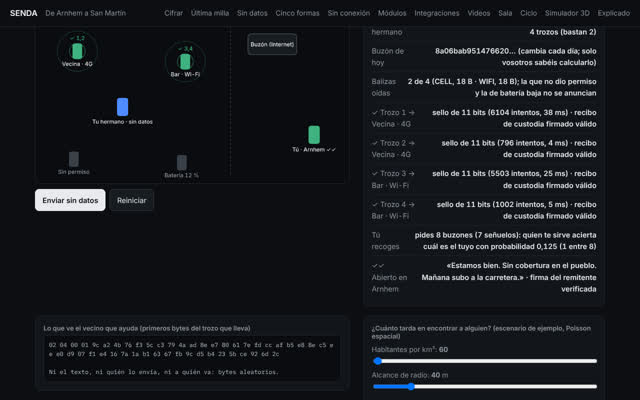 SENDA De Arnhem a San Martín Cifrar Última milla Sin datos Cinco formas Sin conexión Módulos Integraciones Vídeos Sala Ciclo Simulador 3D Explicado
✓ 1,2
Vecina · 4G
✓ 3,4
Bar · Wi-Fi
Buzón (Internet)
Tu hermano · sin datos
Tú · Arnhem ✓✓
Sin permiso
Batería 12 %
Enviar sin datos Reiniciar
hermano 4 trozos (bastan 2)
Buzón de hoy
8a06bab951476620… (cambia cada día; solo
vosotros sabéis calcularlo)
Balizas oídas
2 de 4 (CELL, 18 B · WIFI, 18 B); la que no dio permiso
y la de batería baja no se anuncian
✓ Trozo 1 →
Vecina · 4G
sello de 11 bits (6104 intentos, 38 ms) · recibo
de custodia firmado válido
✓ Trozo 2 →
Vecina · 4G
sello de 11 bits (796 intentos, 4 ms) · recibo
de custodia firmado válido
✓ Trozo 3 →
Bar · Wi-Fi
sello de 11 bits (5503 intentos, 25 ms) · recibo
de custodia firmado válido
✓ Trozo 4 →
Bar · Wi-Fi
sello de 11 bits (1002 intentos, 5 ms) · recibo
de custodia firmado válido
Tú
recoges
pides 8 buzones (7 señuelos): quien te sirve acierta
cuál es el tuyo con probabilidad 0,125 (1 entre 8)
✓✓
Abierto en
Arnhem
«Estamos bien. Sin cobertura en el pueblo.
Mañana subo a la carretera.» · firma del remitente
verificada
Lo que ve el vecino que ayuda (primeros bytes del trozo que lleva)
02 04 00 01 9c a2 4b 76 f3 5c c3 79 4a ad 8e e7 80 61 7e fd cc af b5 e8 8e c5 e
e e0 d9 07 f1 e4 16 7a 1a b1 63 67 fb 9c d5 b4 23 5b ce 92 6d 2c
Ni el texto, ni quién lo envía, ni a quién va: bytes aleatorios.
¿Cuánto tarda en encontrar a alguien? (escenario de ejemplo, Poisson
espacial)
Habitantes por km²: 60
Alcance de radio: 40 m